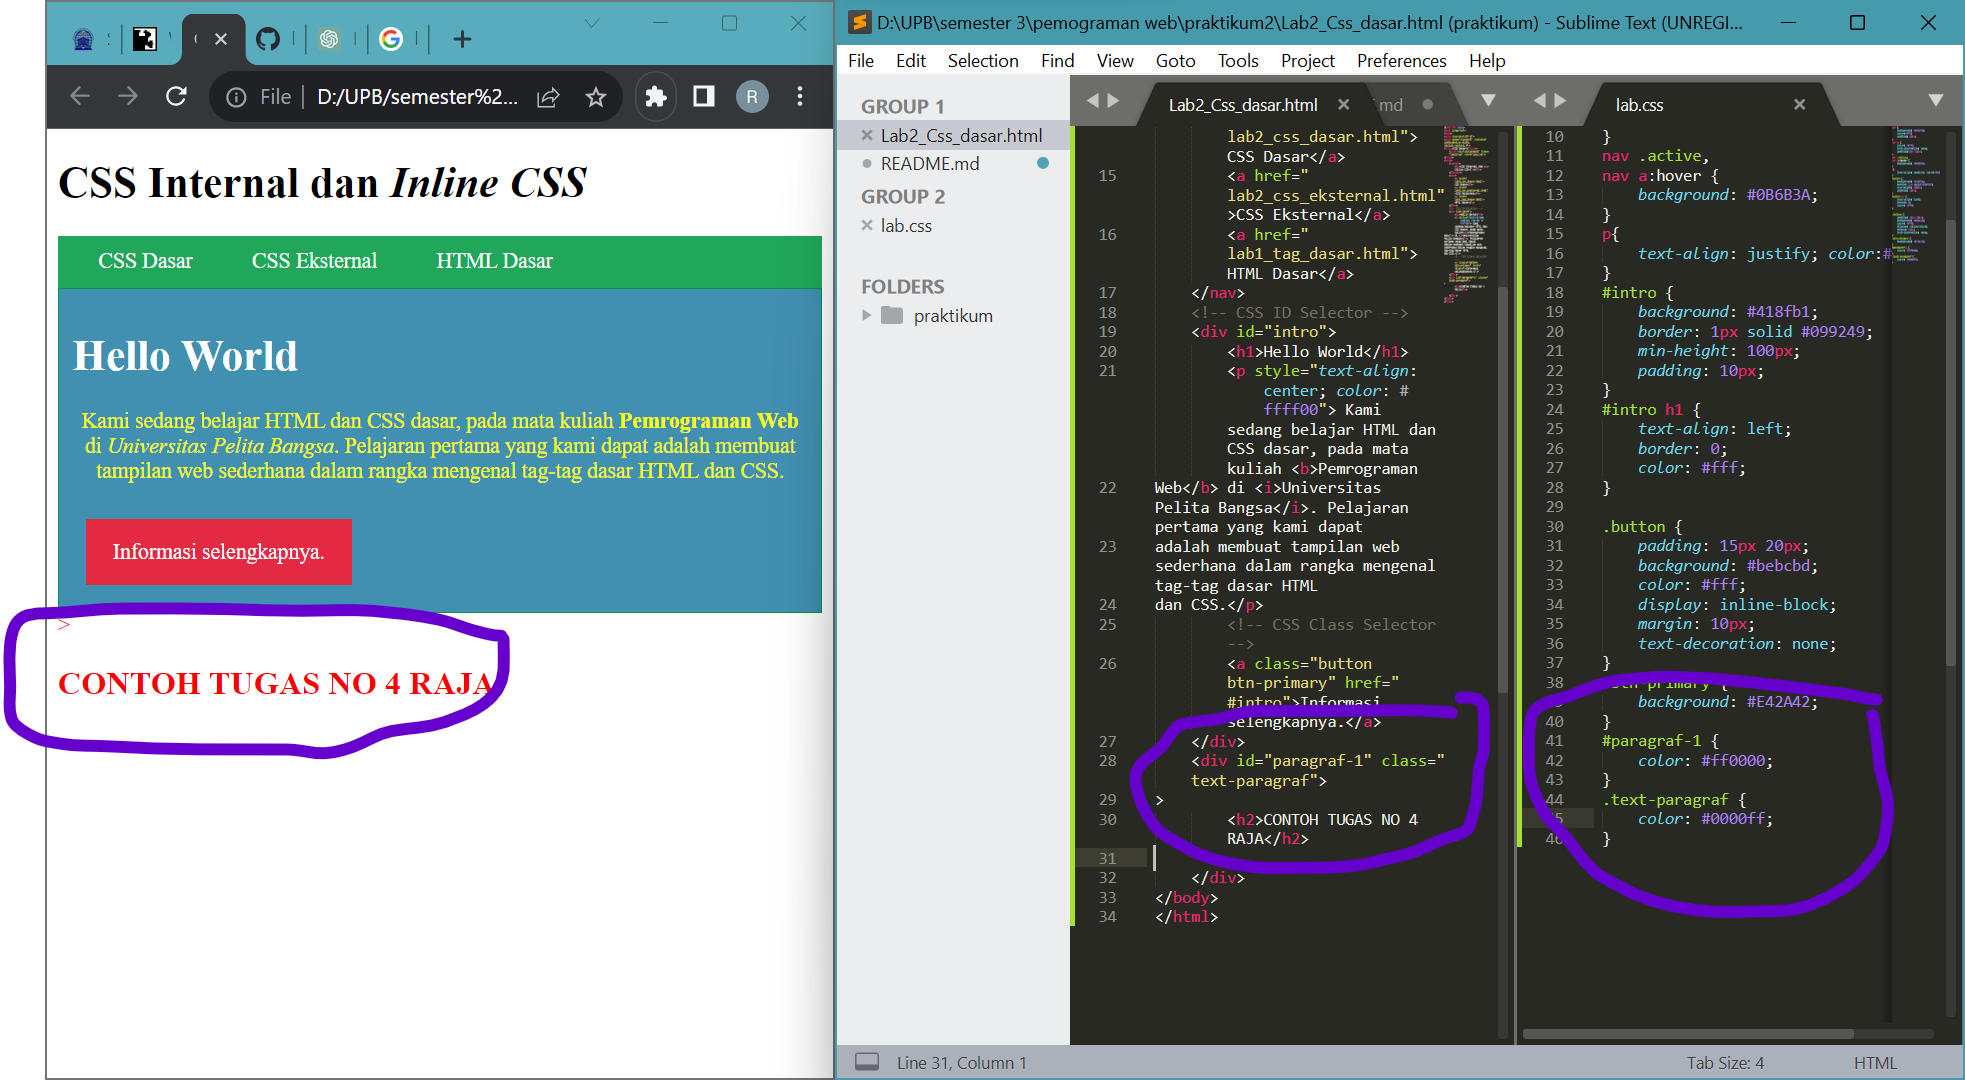 File D:/UPB/semester%2...
R
CSS Internal dan Inline CSS
CSS Dasar CSS Eksternal HTML Dasar
Hello World
Kami sedang belajar HTML dan CSS dasar, pada mata kuliah Pemrograman Web
di Universitas Pelita Bangsa. Pelajaran pertama yang kami dapat adalah membuat
tampilan web sederhana dalam rangka mengenal tag-tag dasar HTML dan CSS.
Informasi selengkapnya.
>
CONTOH TUGAS NO 4 RAJA
D:\UPB\semester 3\pemograman web\praktikum2\Lab2_Css_dasar.html (praktikum) - Sublime Text (UNREGI...
File Edit Selection Find View Goto Tools Project Preferences Help
GROUP 1
Lab2_Css_dasar.html
README.md
GROUP 2
lab.css
FOLDERS
praktikum
Lab2_Css_dasar.html .md
lab2_css_dasar.html">
CSS Dasar</a>
15 <a href="
lab2_css_eksternal.html"
>CSS Eksternal</a>
16 <a href="
lab1_tag_dasar.html">
HTML Dasar</a>
17 </nav>
18 <!-- CSS ID Selector -->
19 <div id="intro">
20 <h1>Hello World</h1>
21 <p style="text-align:
center; color: #
ffff00"> Kami
sedang belajar HTML dan
CSS dasar, pada mata
kuliah <b>Pemrograman
22 Web</b> di <i>Universitas
Pelita Bangsa</i>. Pelajaran
pertama yang kami dapat
23 adalah membuat tampilan web
sederhana dalam rangka mengenal
tag-tag dasar HTML
24 dan CSS.</p>
25 <!-- CSS Class Selector
-->
26 <a class="button
btn-primary" href="
#intro">Informasi
selengkapnya.</a>
27 </div>
28 <div id="paragraf-1" class="
text-paragraf">
29 >
30 <h2>CONTOH TUGAS NO 4
RAJA</h2>
31
32 </div>
33 </body>
34 </html>
lab.css
10 }
11 nav .active,
12 nav a:hover {
13 background: #0B6B3A;
14 }
15 p{
16 text-align: justify; color:#
17 }
18 #intro {
19 background: #418fb1;
20 border: 1px solid #099249;
21 min-height: 100px;
22 padding: 10px;
23 }
24 #intro h1 {
25 text-align: left;
26 border: 0;
27 color: #fff;
28 }
29
30 .button {
31 padding: 15px 20px;
32 background: #bebcbd;
33 color: #fff;
34 display: inline-block;
35 margin: 10px;
36 text-decoration: none;
37 }
38 btn-primary {
background: #E42A42;
40 }
41 #paragraf-1 {
42 color: #ff0000;
43 }
44 .text-paragraf {
color: #0000ff;
46 }
Line 31, Column 1
Tab Size: 4 HTML